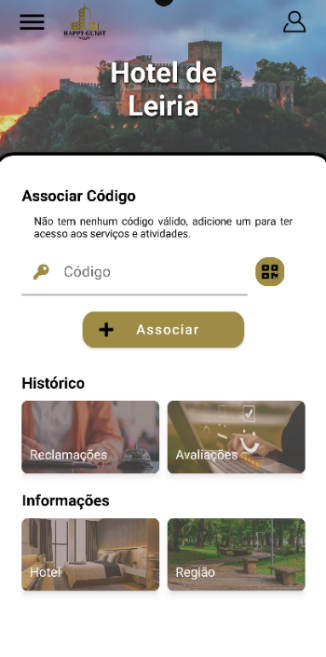 HAPPY GUEST
Hotel de
Leiria
Associar Código
Não tem nenhum código válido, adicione um para ter
acesso aos serviços e atividades.
Código
Associar
Histórico
Reclamações
Avaliações
Informações
Hotel
Região